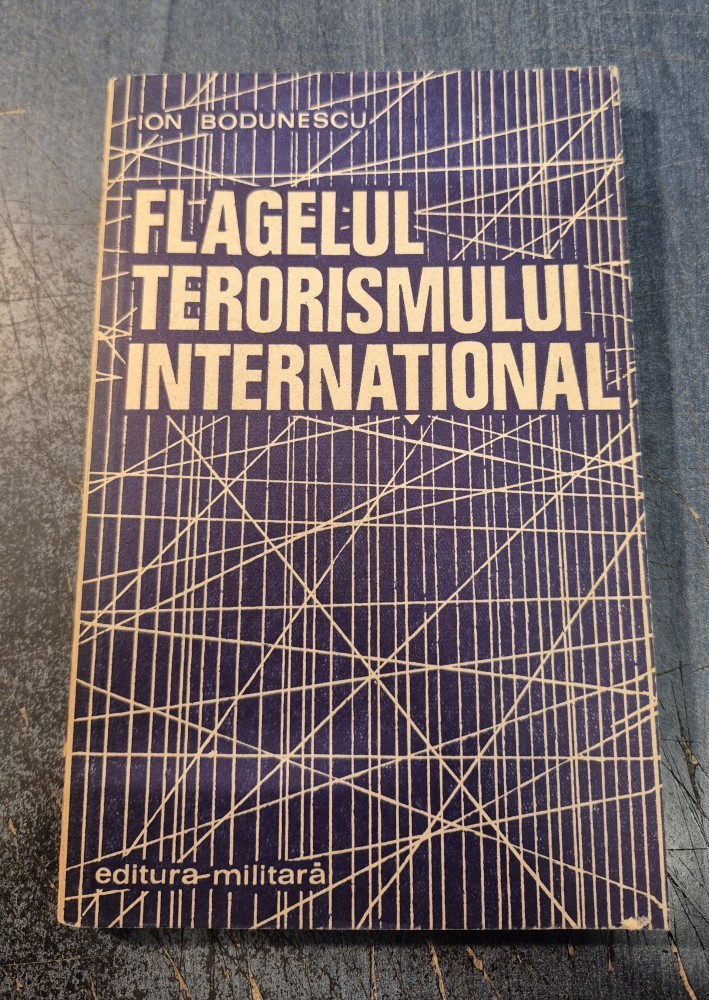 ION BODUNESCU
FLAGELUL
TERORISMULUI
INTERNAȚIONAL
editura militară